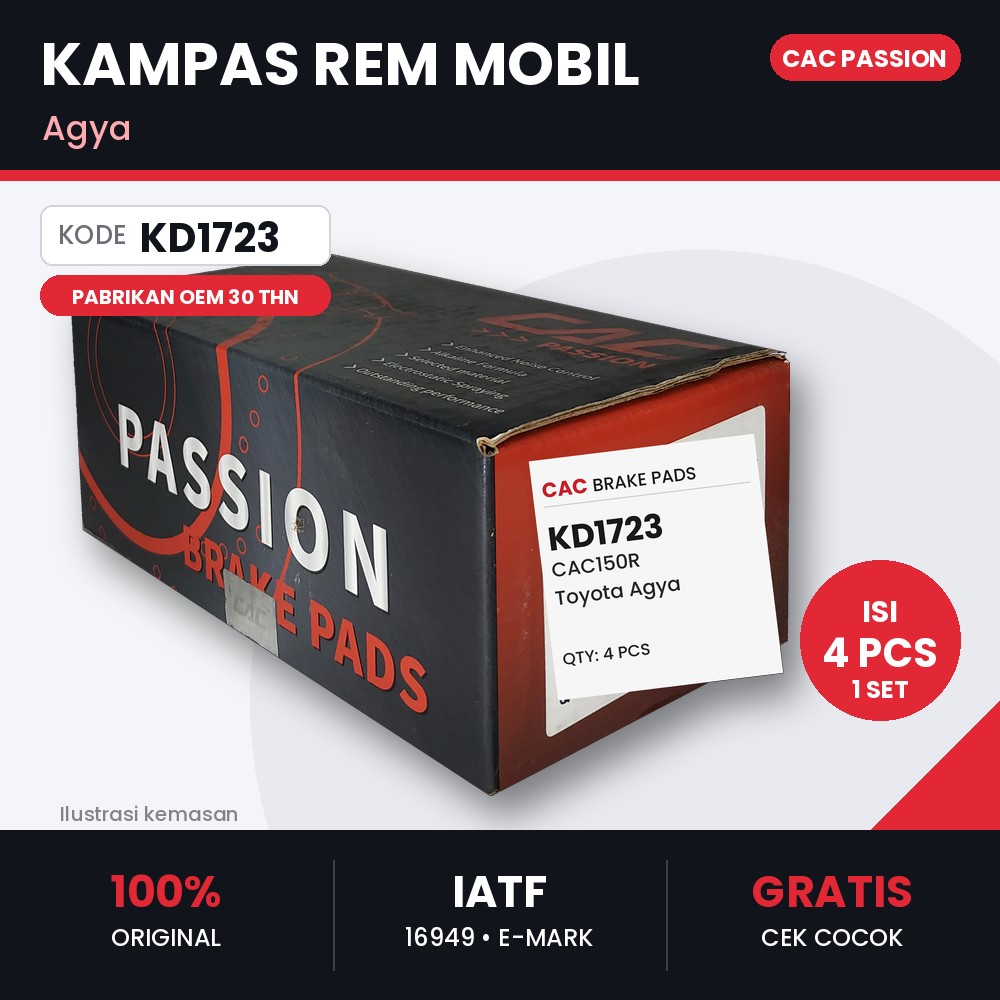 KAMPAS REM MOBIL
CAC PASSION
Agya
KODE KD1723
PABRIKAN OEM 30 THN
CAC
PASSION
Enhanced Noise Control
Alkaline Formula
Selected material
Electrostatic-Spraying
Outstanding performance
PASSION
BRAKE PADS
CAC
CAC BRAKE PADS
KD1723
CAC150R
Toyota Agya
QTY: 4 PCS
ISI
4 PCS
1 SET
Ilustrasi kemasan
100%
ORIGINAL
IATF
16949 • E-MARK
GRATIS
CEK COCOK